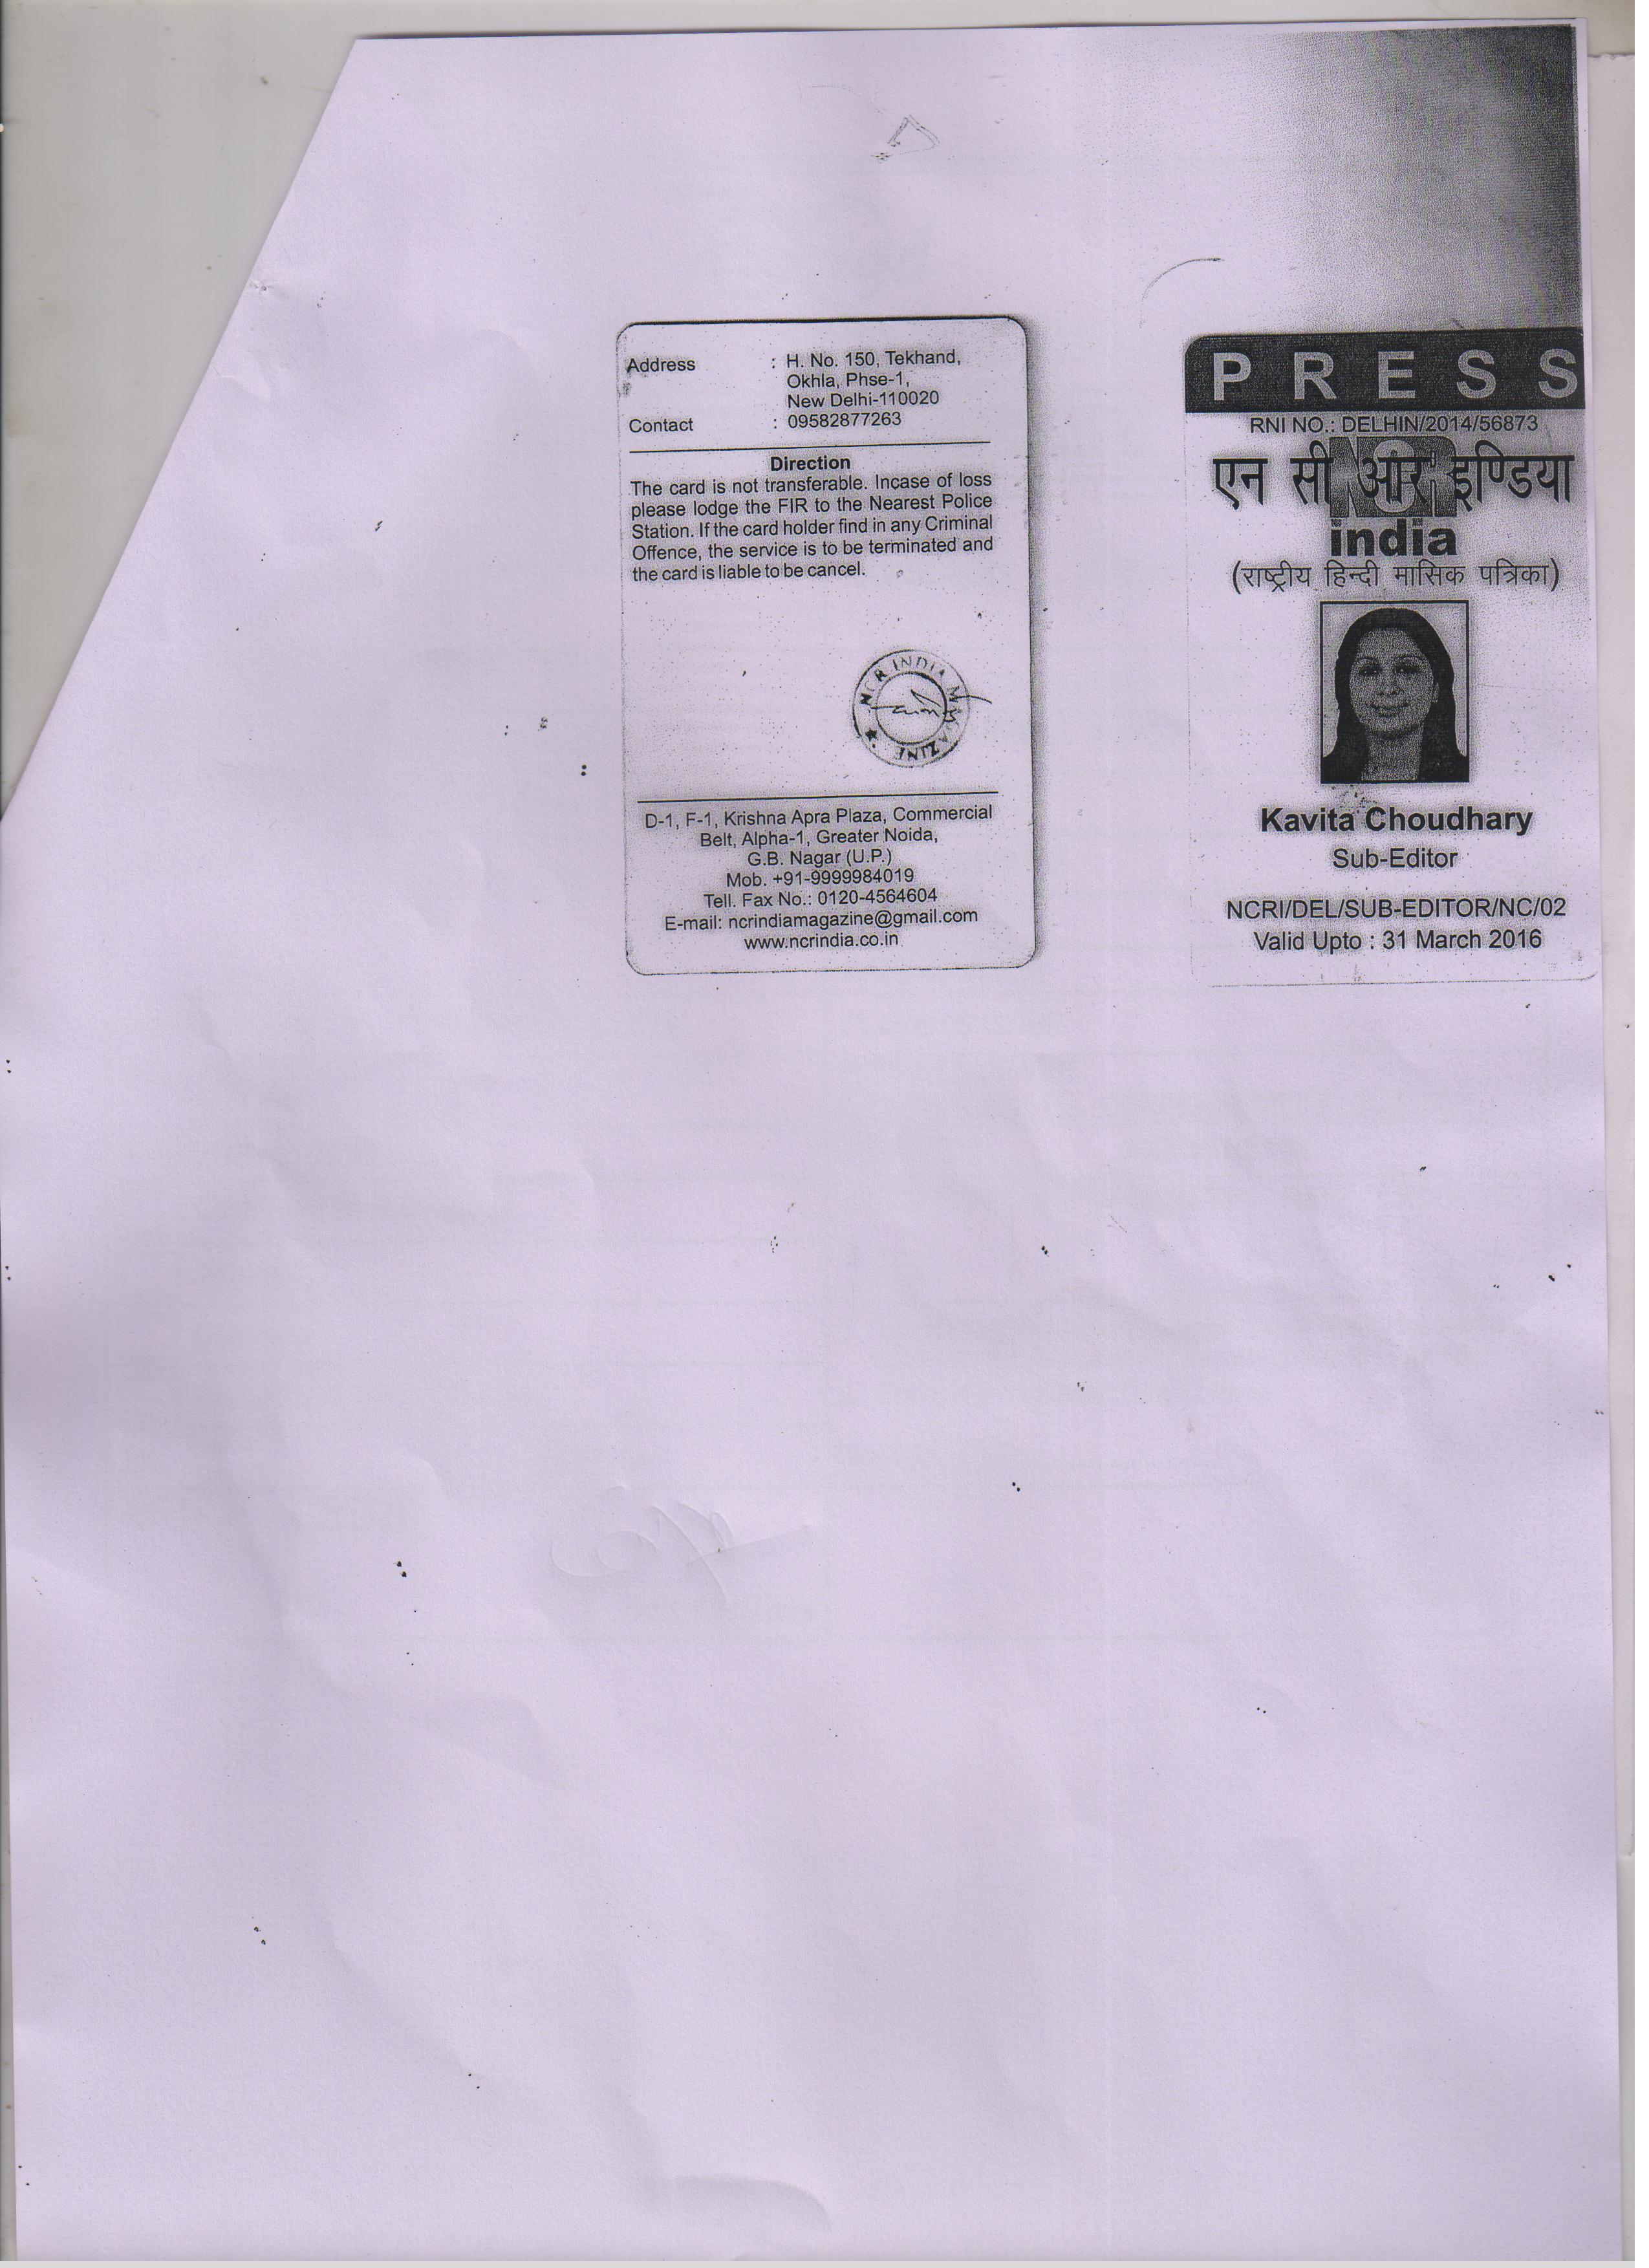 Address : H. No. 150, Tekhand,
Okhla, Phse-1,
New Delhi-110020
Contact : 09582877263
Direction
The card is not transferable. Incase of loss
please lodge the FIR to the Nearest Police
Station. If the card holder find in any Criminal
Offence, the service is to be terminated and
the card is liable to be cancel.
NCR INDIA MAGAZINE
D-1, F-1, Krishna Apra Plaza, Commercial
Belt, Alpha-1, Greater Noida,
G.B. Nagar (U.P.)
Mob. +91-9999984019
Tell. Fax No.: 0120-4564604
E-mail: ncrindiamagazine@gmail.com
www.ncrindia.co.in
PRESS
RNI NO.: DELHIN/2014/56873
NCR
एन सी आर इण्डिया
india
(राष्ट्रीय हिन्दी मासिक पत्रिका)
Kavita Choudhary
Sub-Editor
NCRI/DEL/SUB-EDITOR/NC/02
Valid Upto : 31 March 2016